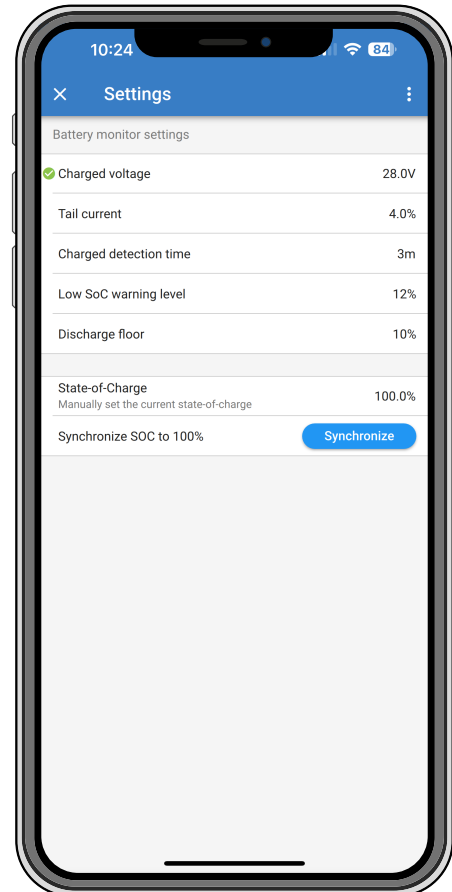 10:24
84
Settings
Battery monitor settings
Charged voltage 28.0V
Tail current 4.0%
Charged detection time 3m
Low SoC warning level 12%
Discharge floor 10%
State-of-Charge
Manually set the current state-of-charge
100.0%
Synchronize SOC to 100% Synchronize